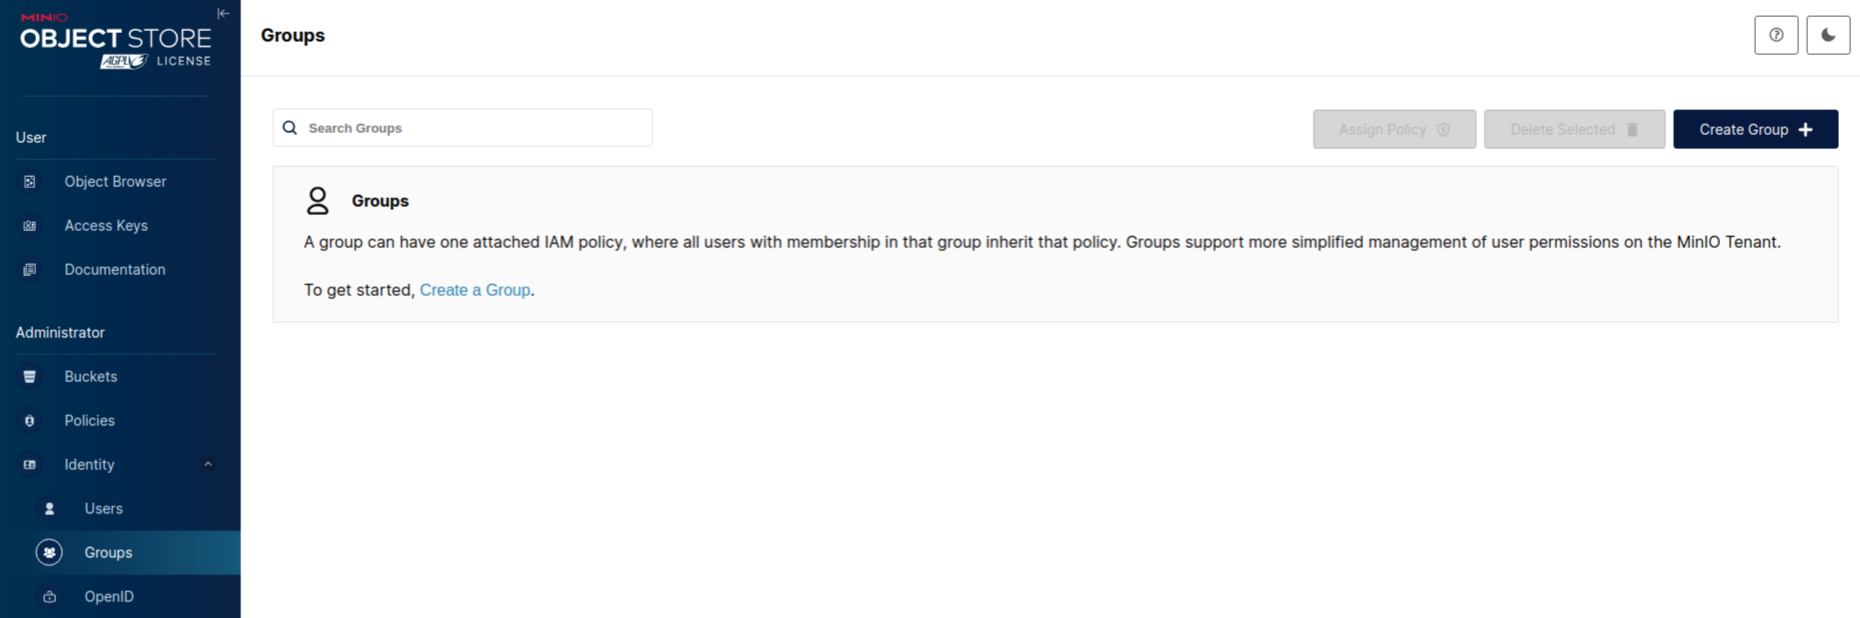 MINIO
OBJECT STORE
AGPLv3 LICENSE
User
Object Browser
Access Keys
Documentation
Administrator
Buckets
Policies
Identity
Users
Groups
OpenID
Groups
Search Groups
Assign Policy
Delete Selected
Create Group
Groups
A group can have one attached IAM policy, where all users with membership in that group inherit that policy. Groups support more simplified management of user permissions on the MinIO Tenant.
To get started, Create a Group.